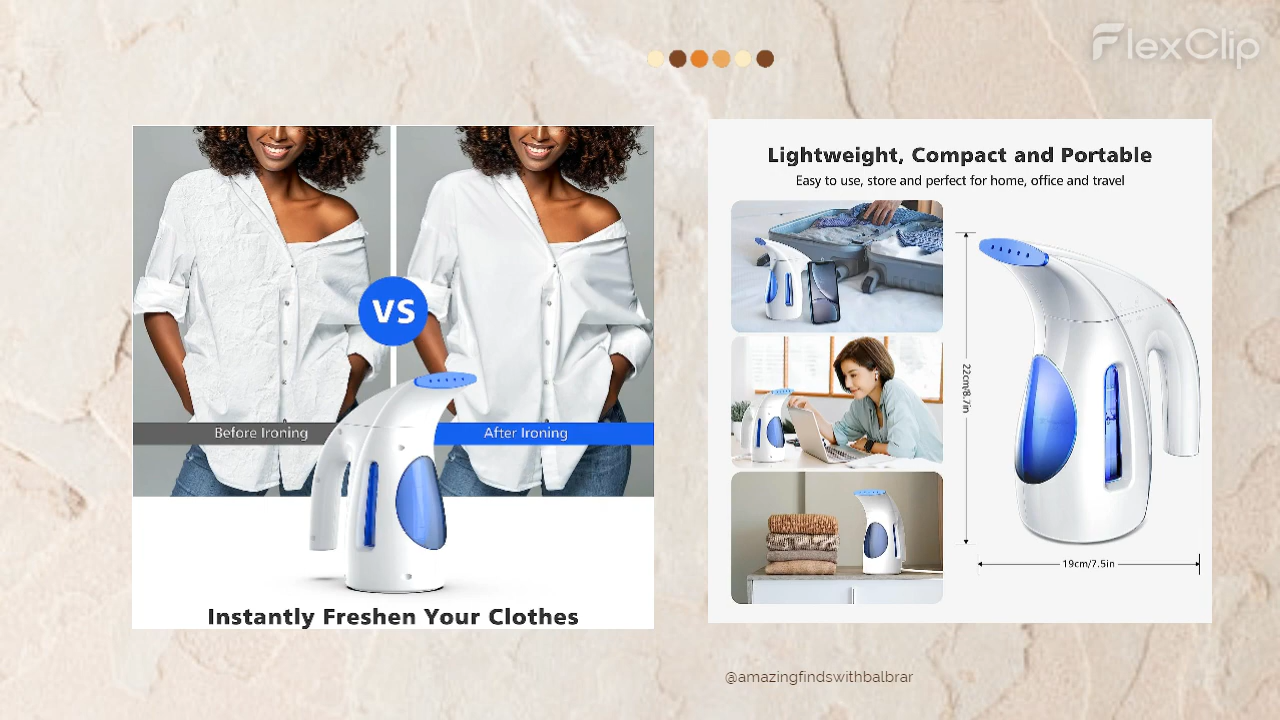 FlexClip
VS
Before Ironing
After Ironing
Instantly Freshen Your Clothes
Lightweight, Compact and Portable
Easy to use, store and perfect for home, office and travel
22cm/8.7in
19cm/7.5in
@amazingfindswithbalbrar